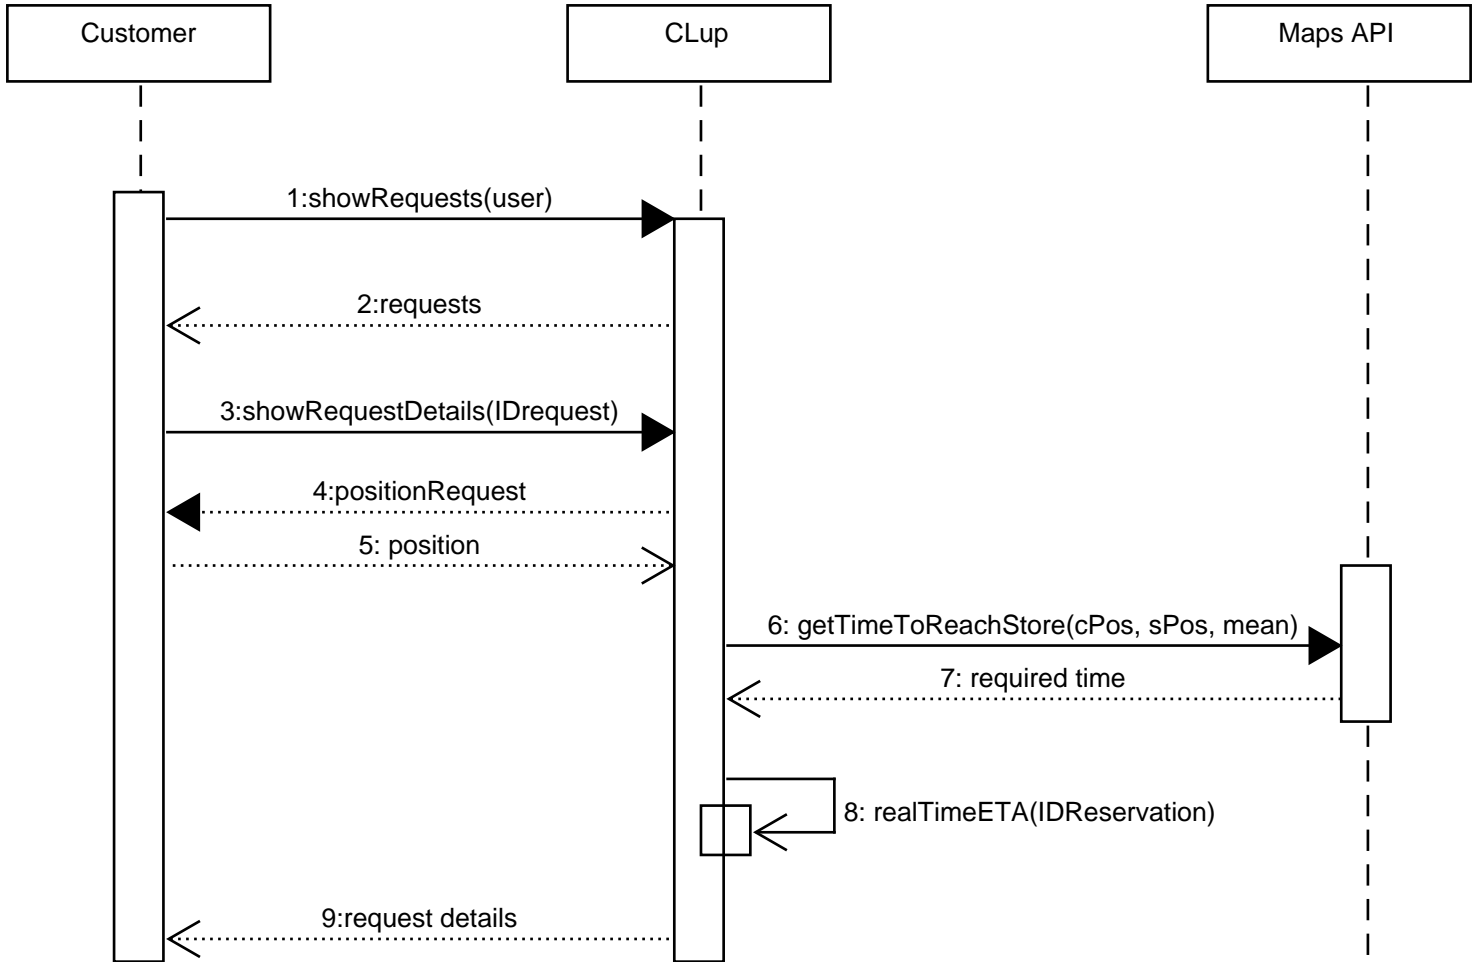 Customer
CLup
Maps API
1:showRequests(user)
2:requests
3:showRequestDetails(IDrequest)
4:positionRequest
5: position
6: getTimeToReachStore(cPos, sPos, mean)
7: required time
8: realTimeETA(IDReservation)
9:request details